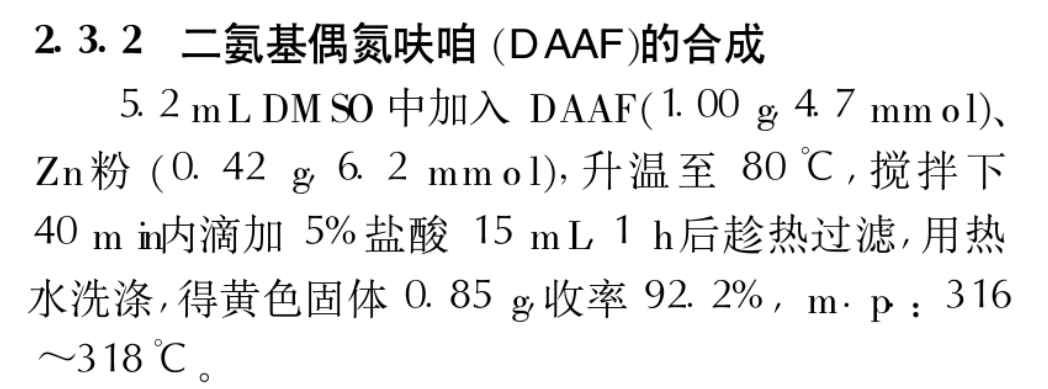 2. 3. 2 二氨基偶氮呋咱 (DAAF)的合成
5. 2 mL DMSO 中加入 DAAF(1. 00 g, 4. 7 mmol)、
Zn粉 (0. 42 g, 6. 2 mmol), 升温至 80 ℃, 搅拌下
40 min内滴加 5%盐酸 15 mL, 1 h后趁热过滤, 用热
水洗涤, 得黄色固体 0. 85 g,收率 92. 2%, m. p. : 316
～318 ℃。